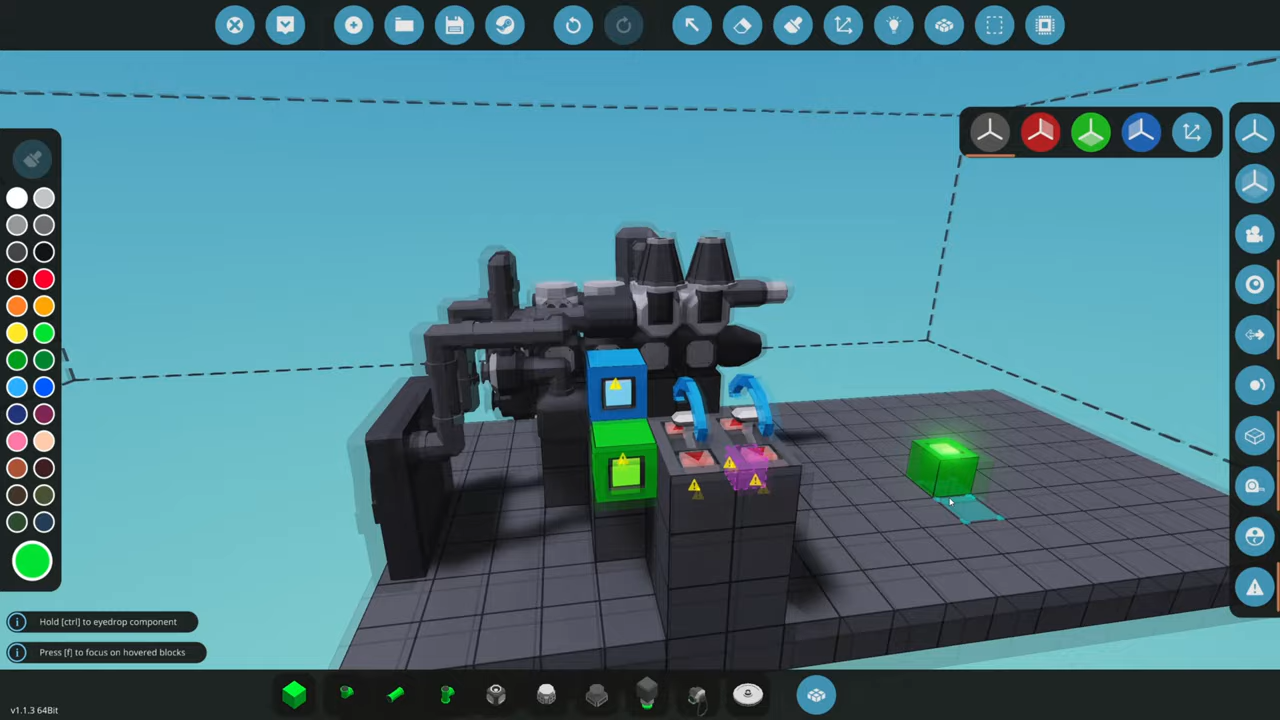 Hold [ctrl] to eyedrop component
Press [f] to focus on hovered blocks
v1.1.3 64Bit